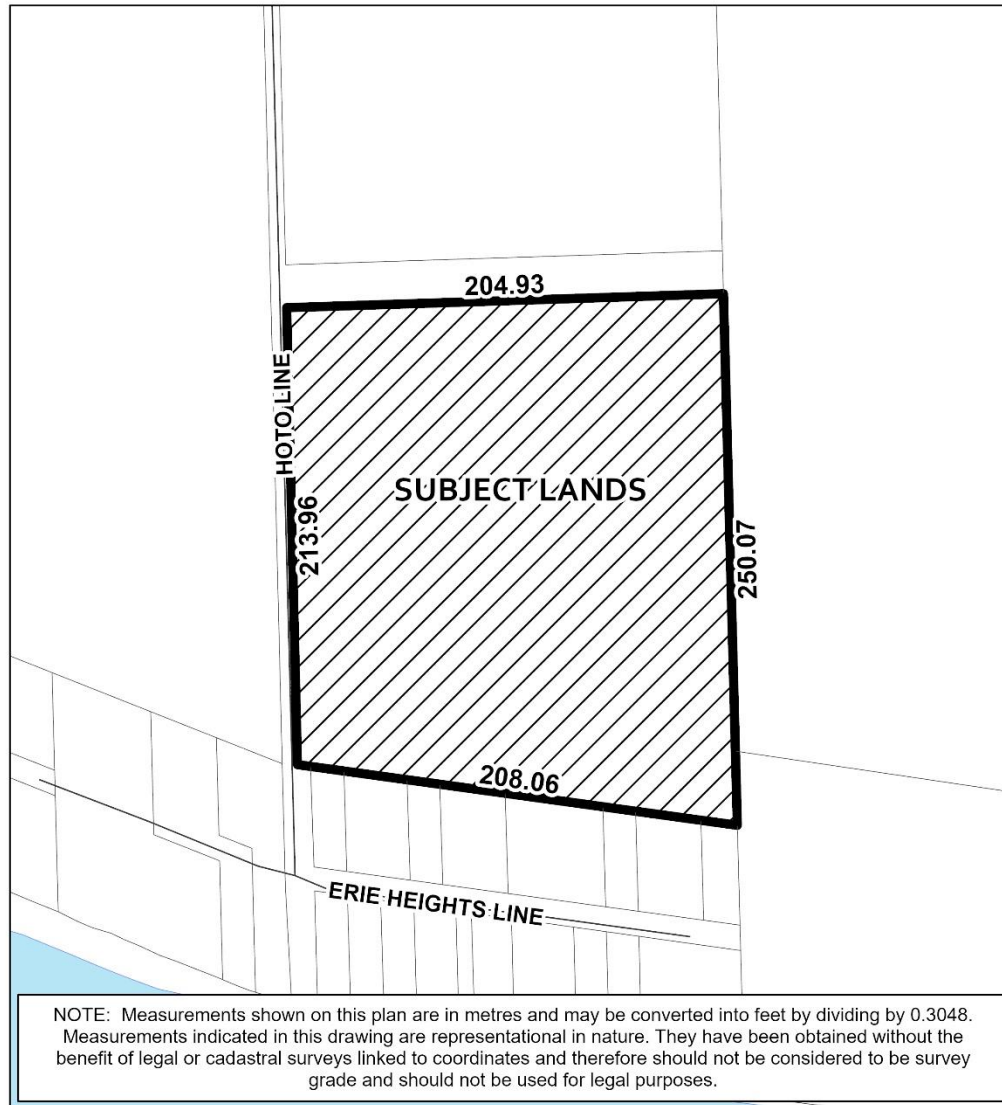 204.93
HOTO LINE
SUBJECT LANDS
213.96
250.07
208.06
ERIE HEIGHTS LINE
NOTE: Measurements shown on this plan are in metres and may be converted into feet by dividing by 0.3048.
Measurements indicated in this drawing are representational in nature. They have been obtained without the
benefit of legal or cadastral surveys linked to coordinates and therefore should not be considered to be survey
grade and should not be used for legal purposes.